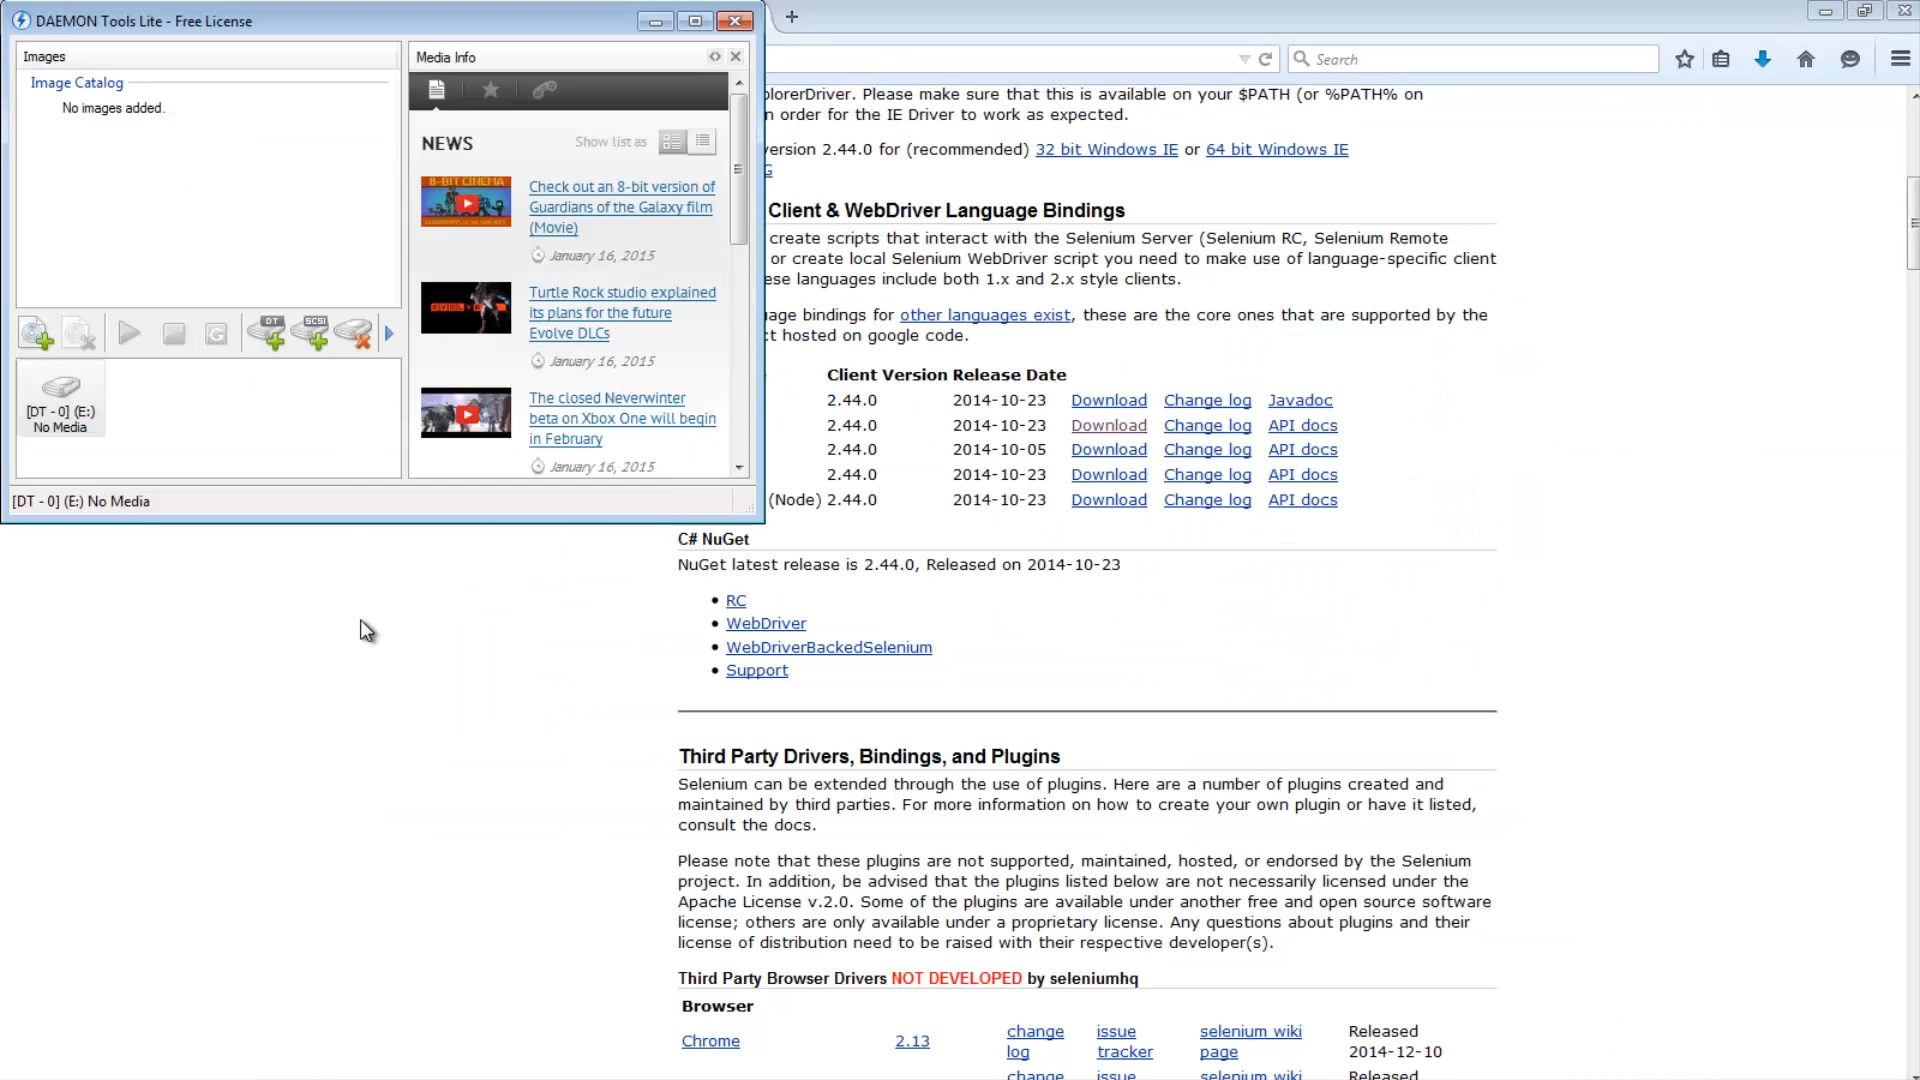 DAEMON Tools Lite - Free License
Images
Image Catalog
No images added.
DT
SCSI
[DT - 0] (E:)
No Media
[DT - 0] (E:) No Media
Media Info
NEWS
Show list as
8-BIT CINEMA
Check out an 8-bit version of
Guardians of the Galaxy film
(Movie)
January 16, 2015
Turtle Rock studio explained
its plans for the future
Evolve DLCs
January 16, 2015
The closed Neverwinter
beta on Xbox One will begin
in February
January 16, 2015
Search
plorerDriver. Please make sure that this is available on your $PATH (or %PATH% on
n order for the IE Driver to work as expected.
ersion 2.44.0 for (recommended) 32 bit Windows IE or 64 bit Windows IE
G
Client & WebDriver Language Bindings
create scripts that interact with the Selenium Server (Selenium RC, Selenium Remote
or create local Selenium WebDriver script you need to make use of language-specific client
ese languages include both 1.x and 2.x style clients.
age bindings for other languages exist, these are the core ones that are supported by the
t hosted on google code.
Client Version Release Date
2.44.0 2014-10-23 Download Change log Javadoc
2.44.0 2014-10-23 Download Change log API docs
2.44.0 2014-10-05 Download Change log API docs
2.44.0 2014-10-23 Download Change log API docs
(Node) 2.44.0 2014-10-23 Download Change log API docs
C# NuGet
NuGet latest release is 2.44.0, Released on 2014-10-23
• RC
• WebDriver
• WebDriverBackedSelenium
• Support
Third Party Drivers, Bindings, and Plugins
Selenium can be extended through the use of plugins. Here are a number of plugins created and
maintained by third parties. For more information on how to create your own plugin or have it listed,
consult the docs.
Please note that these plugins are not supported, maintained, hosted, or endorsed by the Selenium
project. In addition, be advised that the plugins listed below are not necessarily licensed under the
Apache License v.2.0. Some of the plugins are available under another free and open source software
license; others are only available under a proprietary license. Any questions about plugins and their
license of distribution need to be raised with their respective developer(s).
Third Party Browser Drivers NOT DEVELOPED by seleniumhq
Browser
Chrome 2.13 change log issue tracker selenium wiki page Released 2014-12-10
change issue selenium wiki Released